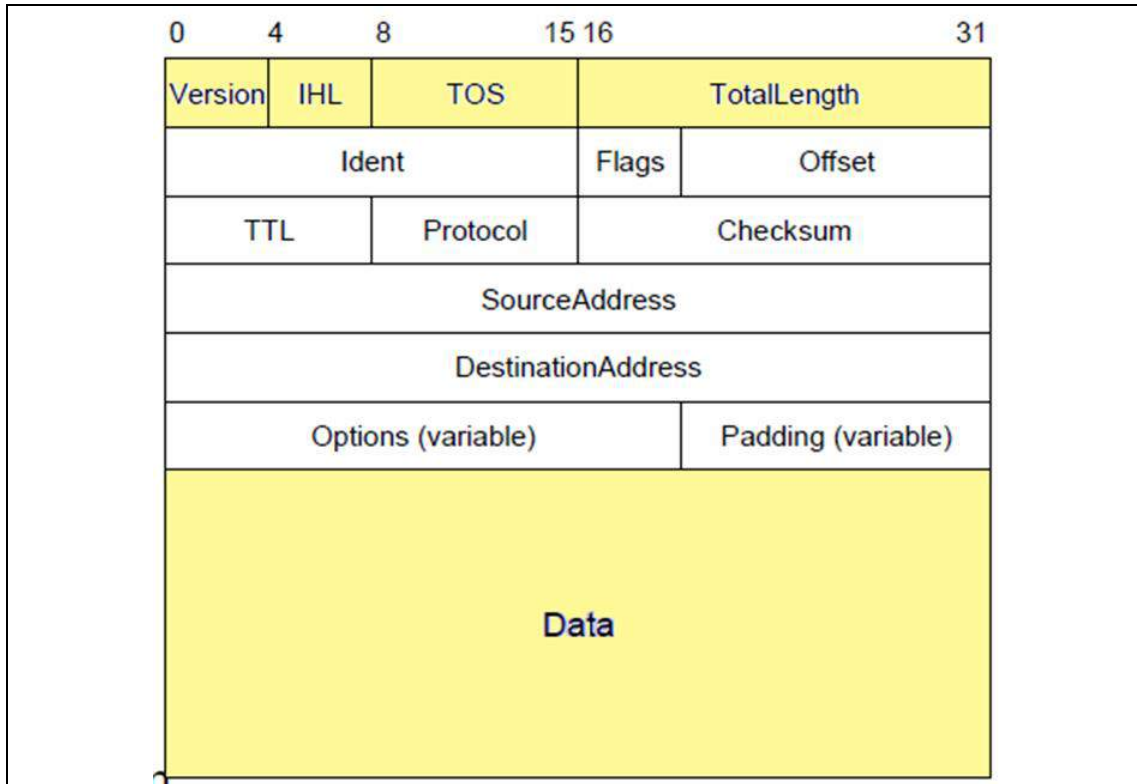 0 4 8 15 16 31
Version IHL TOS TotalLength
Ident Flags Offset
TTL Protocol Checksum
SourceAddress
DestinationAddress
Options (variable) Padding (variable)
Data